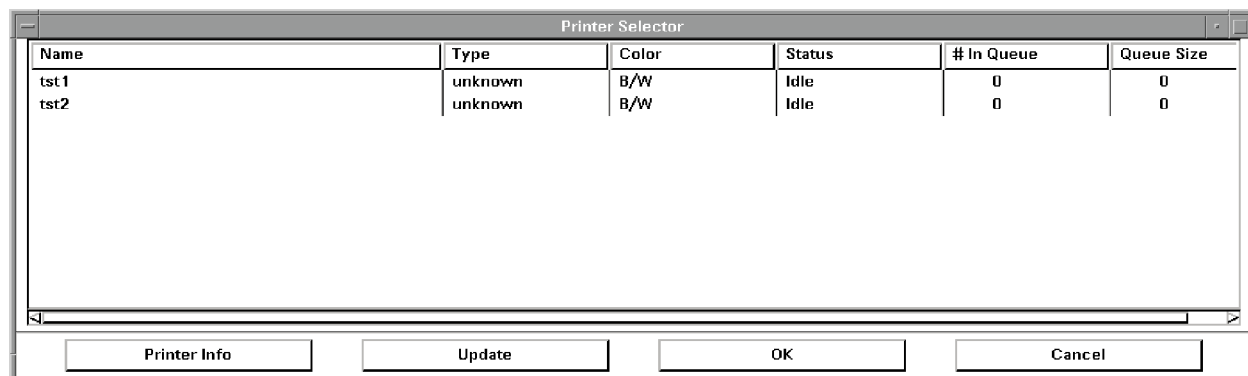 Printer Selector
Name Type Color Status # In Queue Queue Size
tst1 unknown B/W Idle 0 0
tst2 unknown B/W Idle 0 0
Printer Info Update OK Cancel